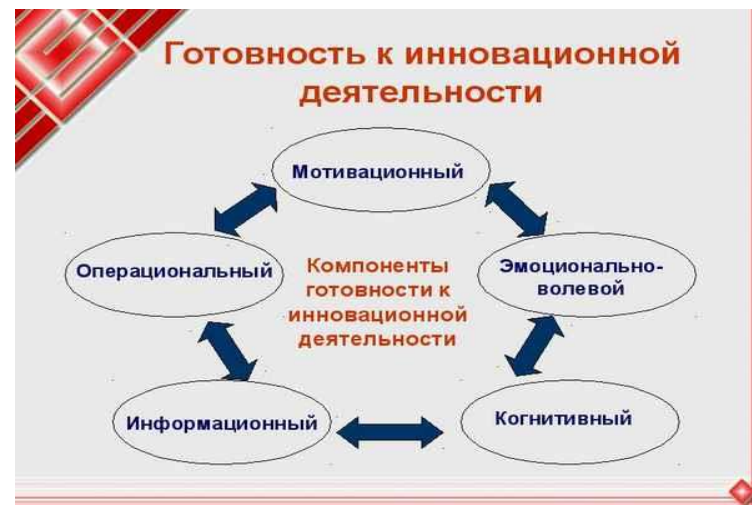 Готовность к инновационной
деятельности
Мотивационный
Операциональный
Компоненты
готовности к
инновационной
деятельности
Эмоционально-
волевой
Информационный
Когнитивный